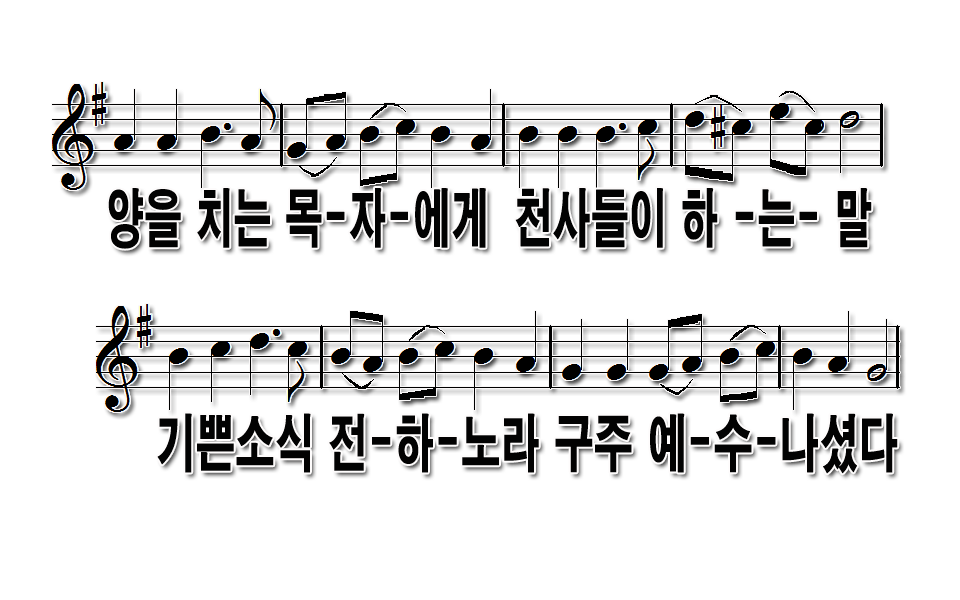 양을 치는 목-자-에게 천사들이 하 -는- 말
기쁜소식 전-하-노라 구주 예-수-나셨다